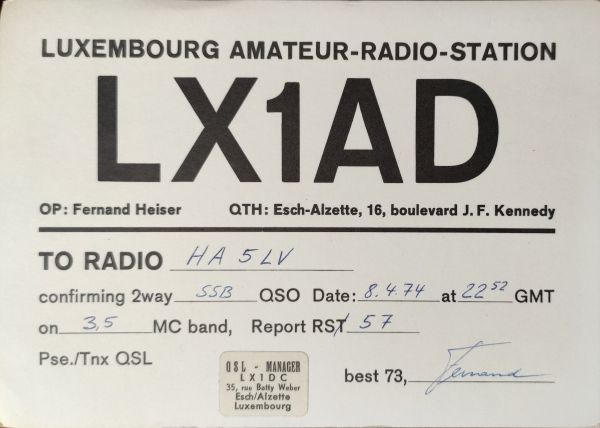 LUXEMBOURG AMATEUR-RADIO-STATION
LX1AD
OP: Fernand Heiser QTH: Esch-Alzette, 16, boulevard J. F. Kennedy
TO RADIO HA5LV
confirming 2way SSB QSO Date: 8.4.74 at 22 52 GMT
on 3,5 MC band, Report RST 57
Pse./Tnx QSL
QSL - MANAGER
LX1DC
35, rue Batty Weber
Esch/Alzette
Luxembourg
best 73, Fernand